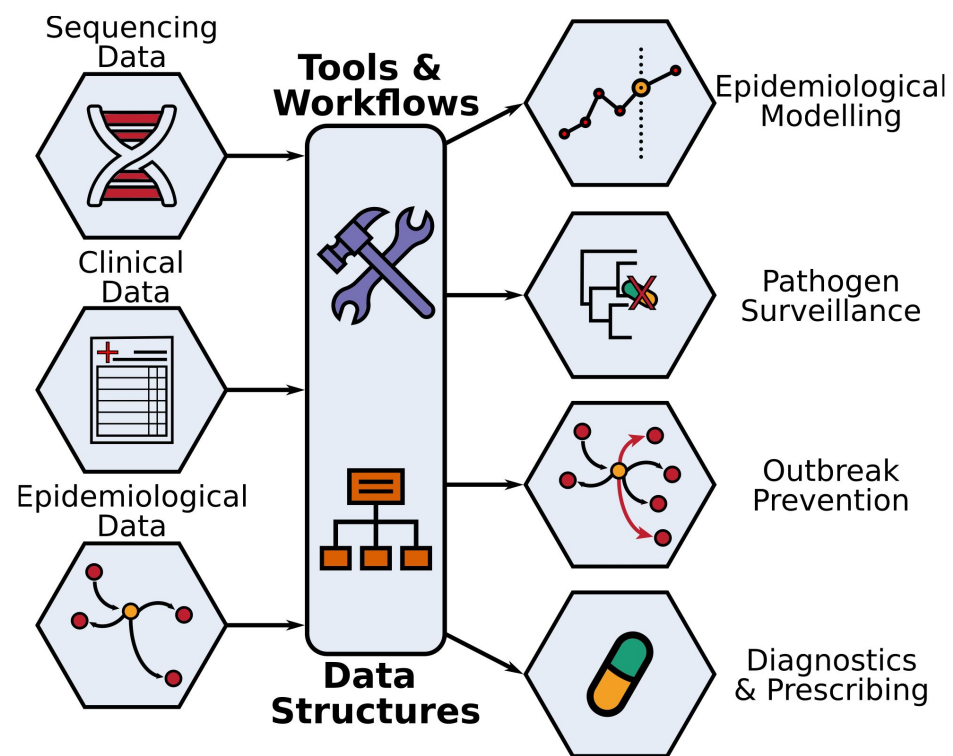 Sequencing
Data
Clinical
Data
Epidemiological
Data
Tools &
Workflows
Data
Structures
Epidemiological
Modelling
Pathogen
Surveillance
Outbreak
Prevention
Diagnostics
& Prescribing